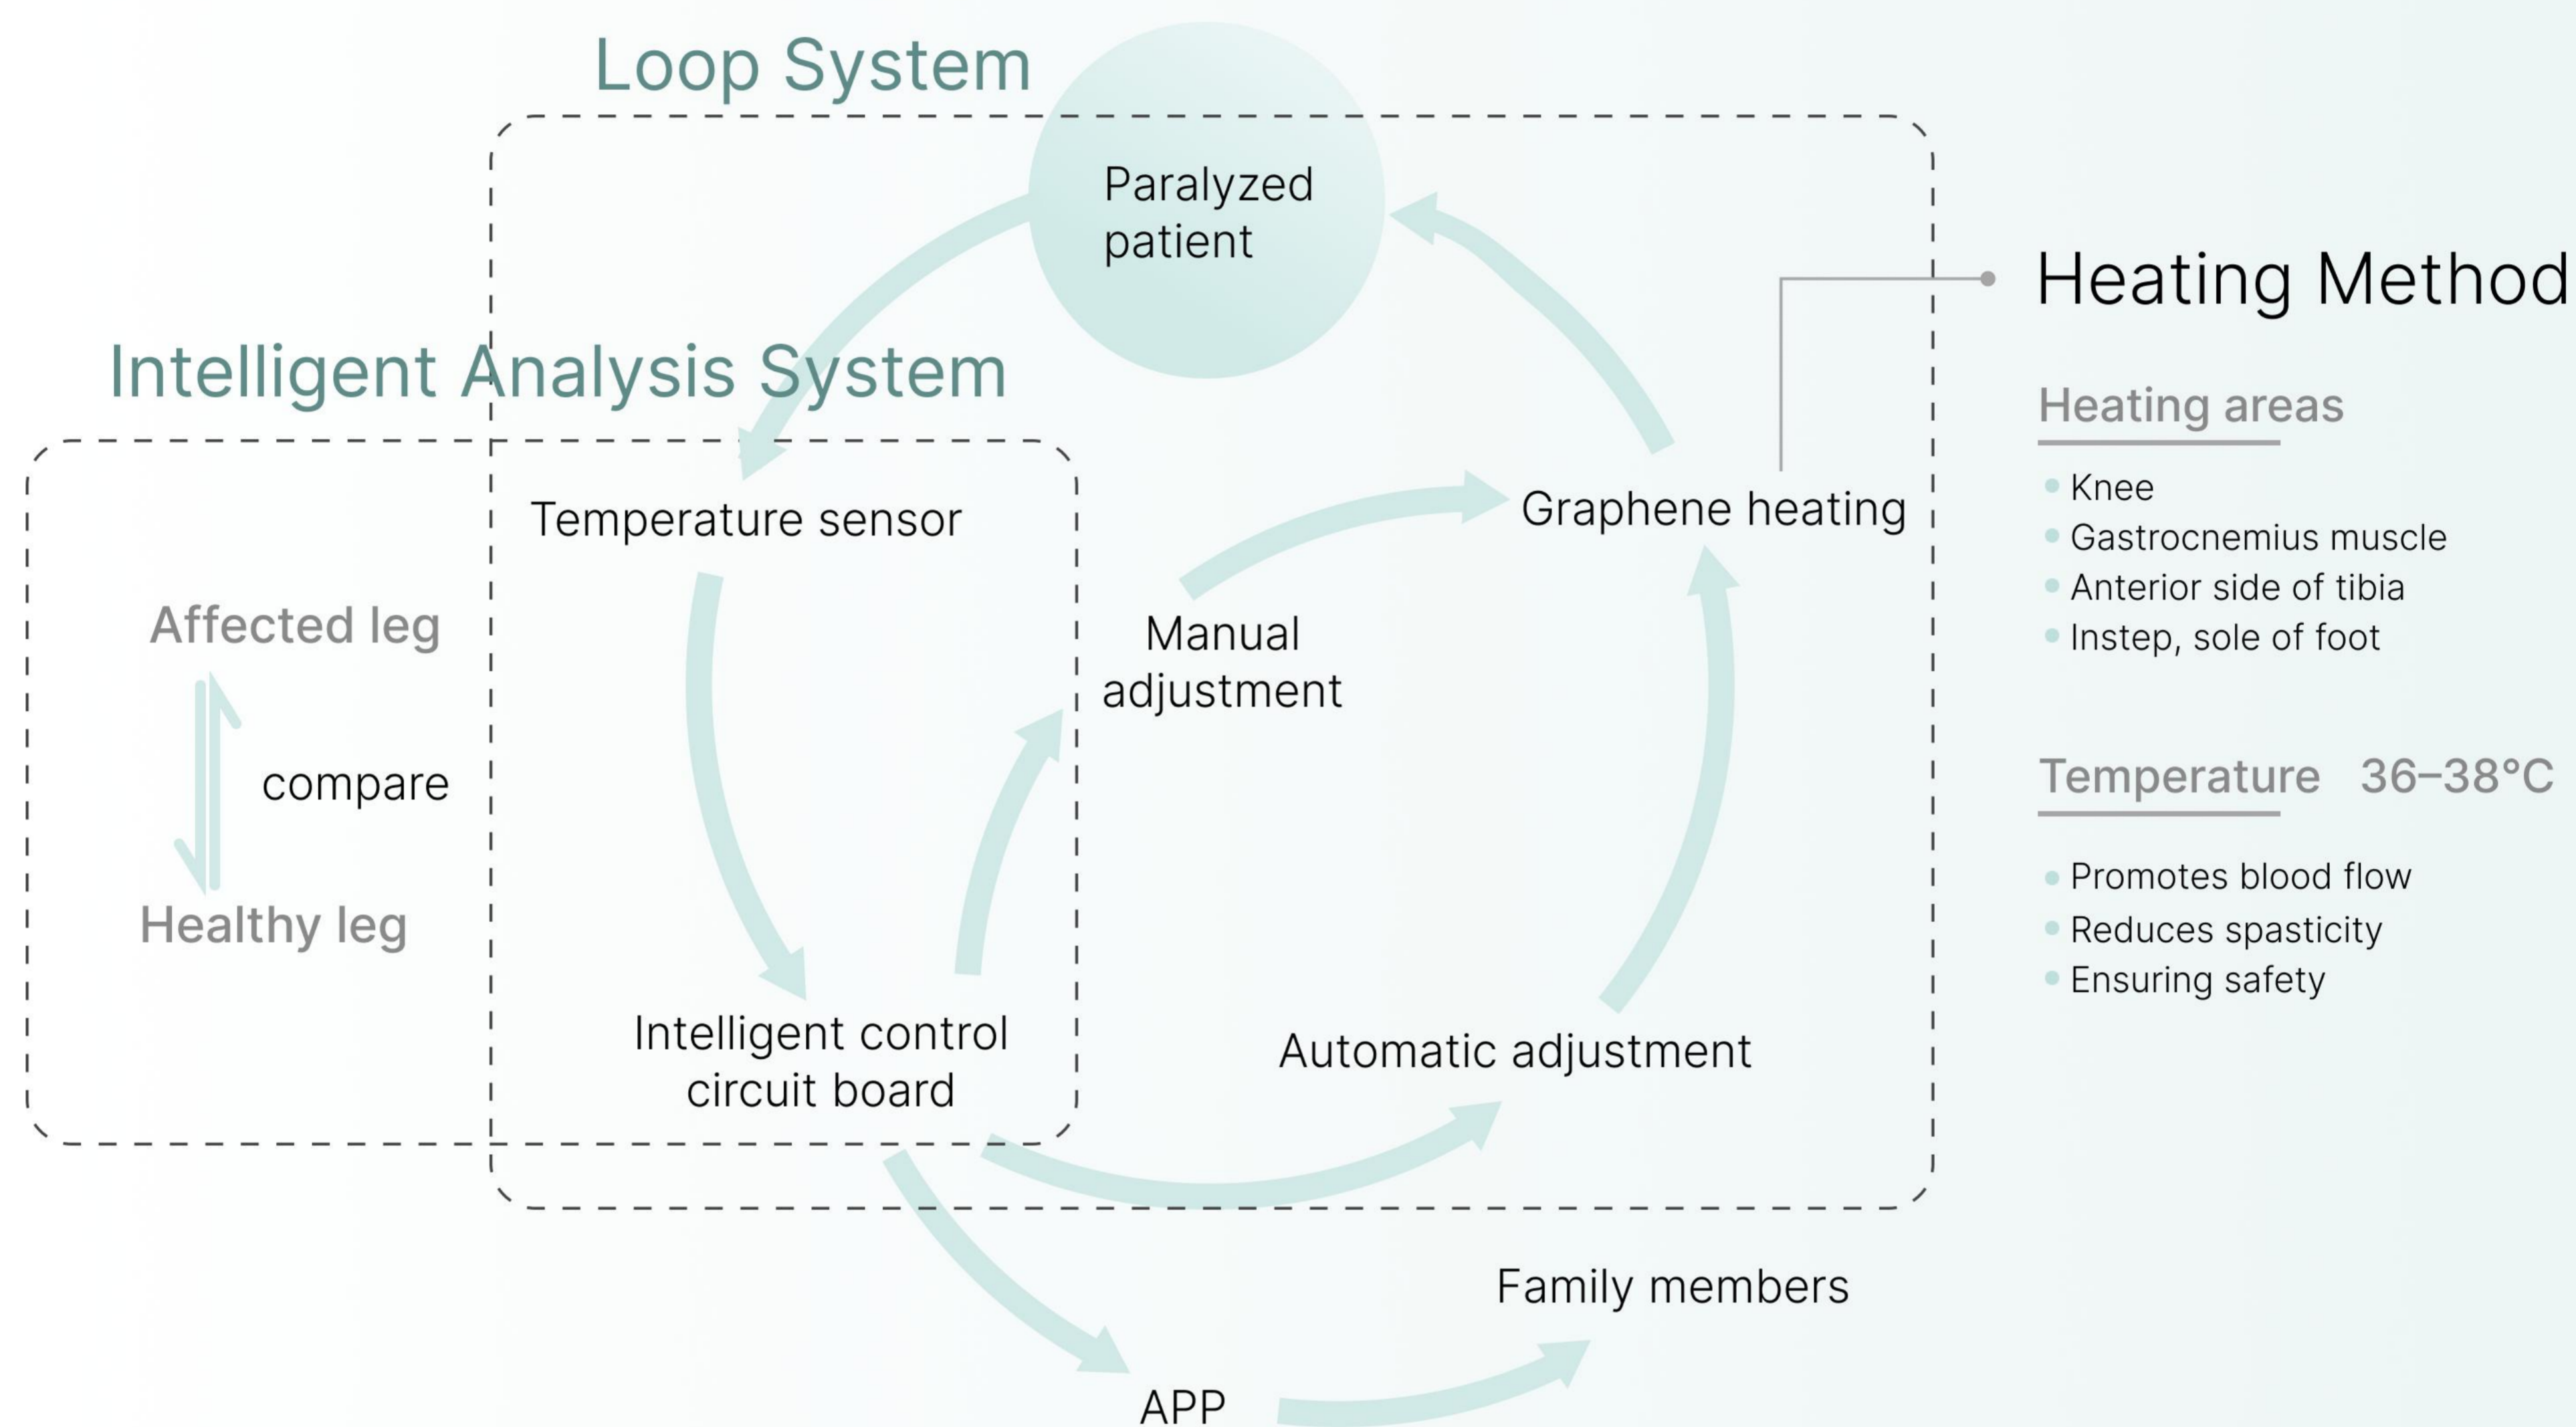 Loop System
Paralyzed
patient
Intelligent Analysis System
Temperature sensor
Affected leg
compare
Healthy leg
Manual
adjustment
Graphene heating
Intelligent control
circuit board
Automatic adjustment
Family members
APP
Heating Method
Heating areas
Knee
Gastrocnemius muscle
Anterior side of tibia
Instep, sole of foot
Temperature 36–38°C
Promotes blood flow
Reduces spasticity
Ensuring safety